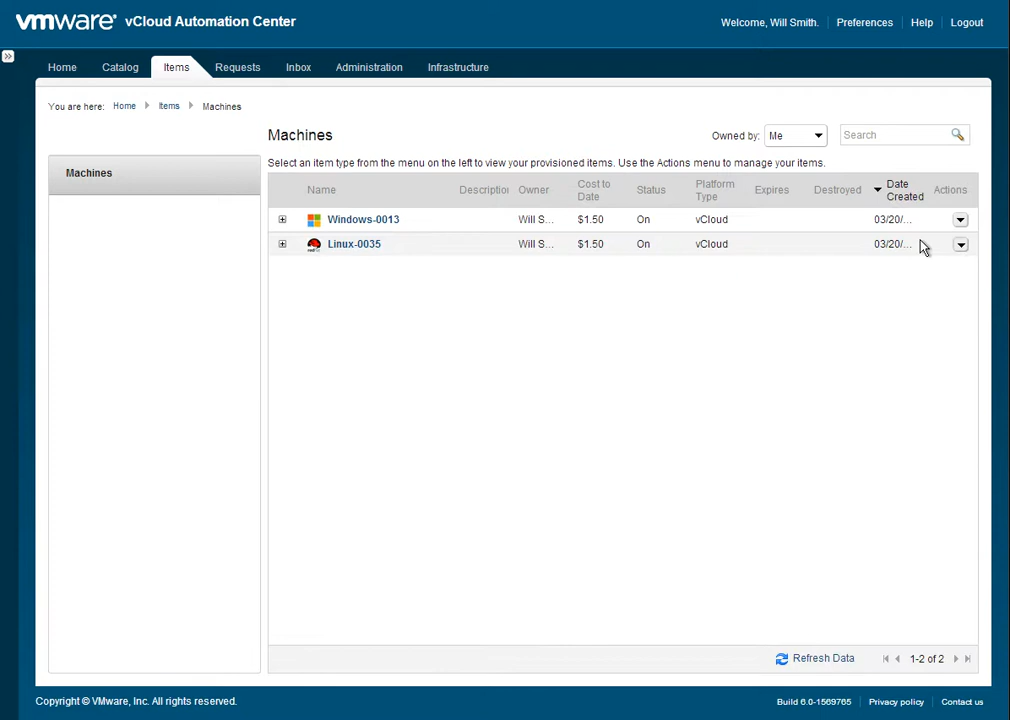 vmware® vCloud Automation Center
Welcome, Will Smith. Preferences Help Logout
Home Catalog Items Requests Inbox Administration Infrastructure
You are here: Home Items Machines
Machines
Owned by: Me Search
Machines
Select an item type from the menu on the left to view your provisioned items. Use the Actions menu to manage your items.
Name Description Owner Cost to Date Status Platform Type Expires Destroyed Date Created Actions
Windows-0013 Will S... $1.50 On vCloud 03/20/...
Linux-0035 Will S... $1.50 On vCloud 03/20/...
Refresh Data 1-2 of 2
Copyright © VMware, Inc. All rights reserved.
Build 6.0-1569765 Privacy policy Contact us